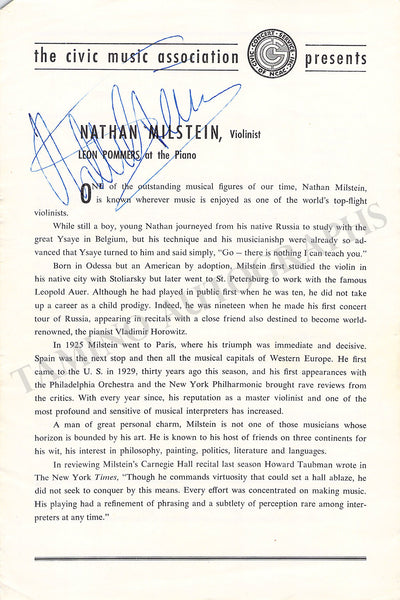 the civic music association presents
CIVIC · CONCERT · SERVICE · INC.
OF NCAC
NATHAN MILSTEIN, Violinist
LEON POMMERS at the Piano
ONE of the outstanding musical figures of our time, Nathan Milstein,
is known wherever music is enjoyed as one of the world's top-flight
violinists.
While still a boy, young Nathan journeyed from his native Russia to study with the
great Ysaye in Belgium, but his technique and his musicianship were already so ad-
vanced that Ysaye turned to him and said simply, "Go – there is nothing I can teach you."
Born in Odessa but an American by adoption, Milstein first studied the violin in
his native city with Stoliarsky but later went to St. Petersburg to work with the famous
Leopold Auer. Although he had played in public first when he was ten, he did not take
up a career as a child prodigy. Indeed, he was nineteen when he made his first concert
tour of Russia, appearing in recitals with a close friend also destined to become world-
renowned, the pianist Vladimir Horowitz.
In 1925 Milstein went to Paris, where his triumph was immediate and decisive.
Spain was the next stop and then all the musical capitals of Western Europe. He first
came to the U. S. in 1929, thirty years ago this season, and his first appearances with
the Philadelphia Orchestra and the New York Philharmonic brought rave reviews from
the critics. With every year since, his reputation as a master violinist and one of the
most profound and sensitive of musical interpreters has increased.
A man of great personal charm, Milstein is not one of those musicians whose
horizon is bounded by his art. He is known to his host of friends on three continents for
his wit, his interest in philosophy, painting, politics, literature and languages.
In reviewing Milstein's Carnegie Hall recital last season Howard Taubman wrote in
The New York Times, "Though he commands virtuosity that could set a hall ablaze, he
did not seek to conquer by this means. Every effort was concentrated on making music.
His playing had a refinement of phrasing and a subtlety of perception rare among inter-
preters at any time."
TAMINO AUTOGRAPHS